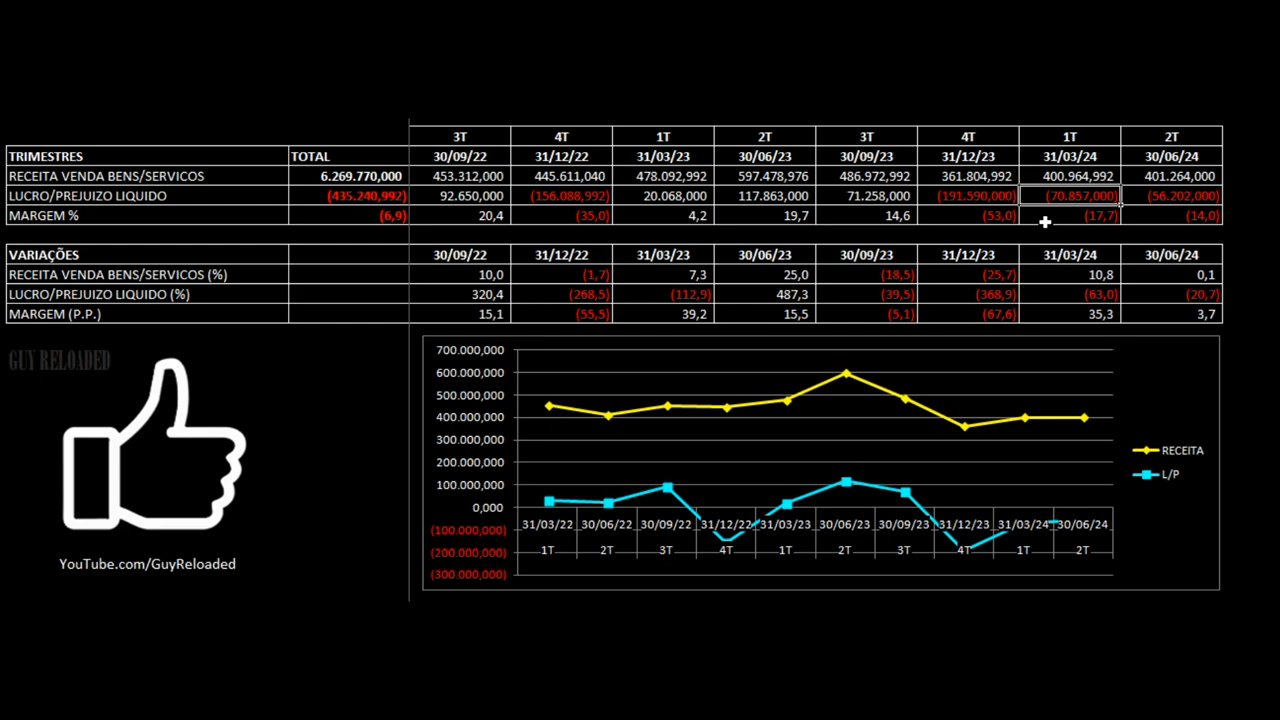 3T 4T 1T 2T 3T 4T 1T 2T
TRIMESTRES TOTAL 30/09/22 31/12/22 31/03/23 30/06/23 30/09/23 31/12/23 31/03/24 30/06/24
RECEITA VENDA BENS/SERVICOS 6.269.770,000 453.312,000 445.611,040 478.092,992 597.478,976 486.972,992 361.804,992 400.964,992 401.264,000
LUCRO/PREJUIZO LIQUIDO (435.240,992) 92.650,000 (156.088,992) 20.068,000 117.863,000 71.258,000 (191.590,000) (70.857,000) (56.202,000)
MARGEM % (6,9) 20,4 (35,0) 4,2 19,7 14,6 (53,0) (17,7) (14,0)
VARIAÇÕES 30/09/22 31/12/22 31/03/23 30/06/23 30/09/23 31/12/23 31/03/24 30/06/24
RECEITA VENDA BENS/SERVICOS (%) 10,0 (1,7) 7,3 25,0 (18,5) (25,7) 10,8 0,1
LUCRO/PREJUIZO LIQUIDO (%) 320,4 (268,5) (112,9) 487,3 (39,5) (368,9) (63,0) (20,7)
MARGEM (P.P.) 15,1 (55,5) 39,2 15,5 (5,1) (67,6) 35,3 3,7
GUY RELOADED
YouTube.com/GuyReloaded
700.000,000
600.000,000
500.000,000
400.000,000
300.000,000
200.000,000
100.000,000
0,000
(100.000,000)
(200.000,000)
(300.000,000)
31/03/22 30/06/22 30/09/22 31/12/22 31/03/23 30/06/23 30/09/23 31/12/23 31/03/24 30/06/24
1T 2T 3T 4T 1T 2T 3T 4T 1T 2T
RECEITA
L/P